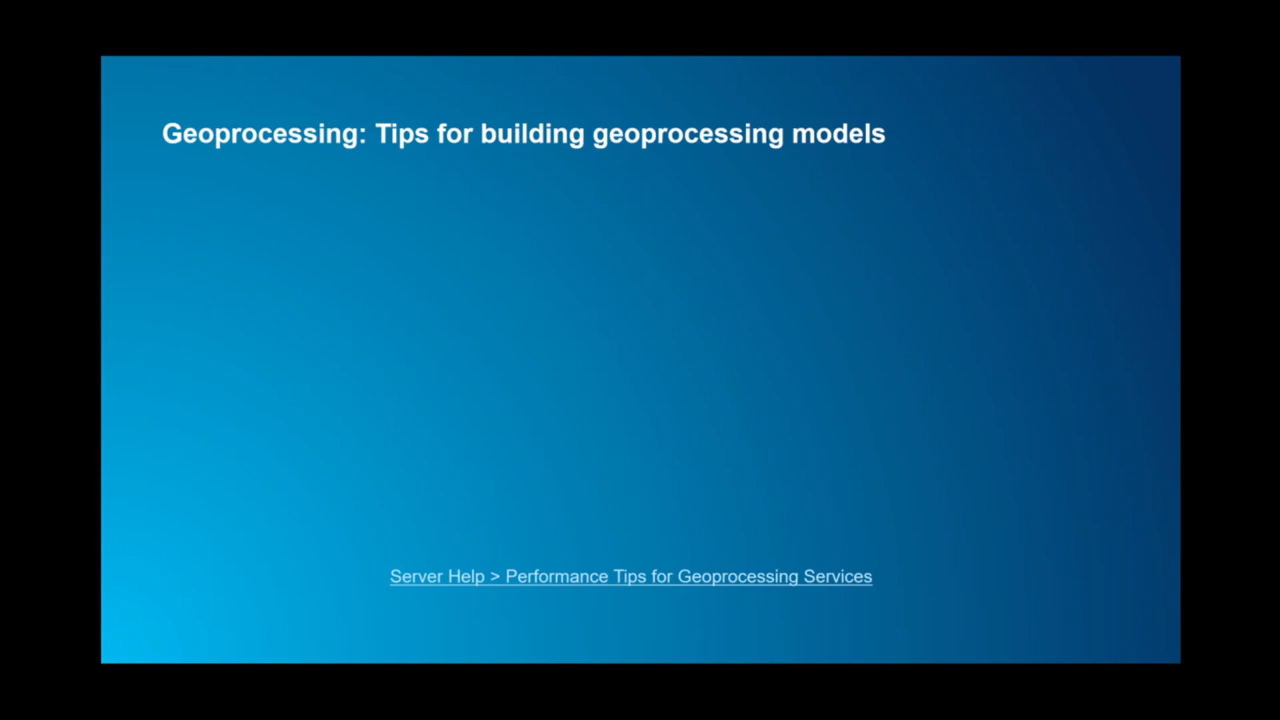 Geoprocessing: Tips for building geoprocessing models
Server Help > Performance Tips for Geoprocessing Services